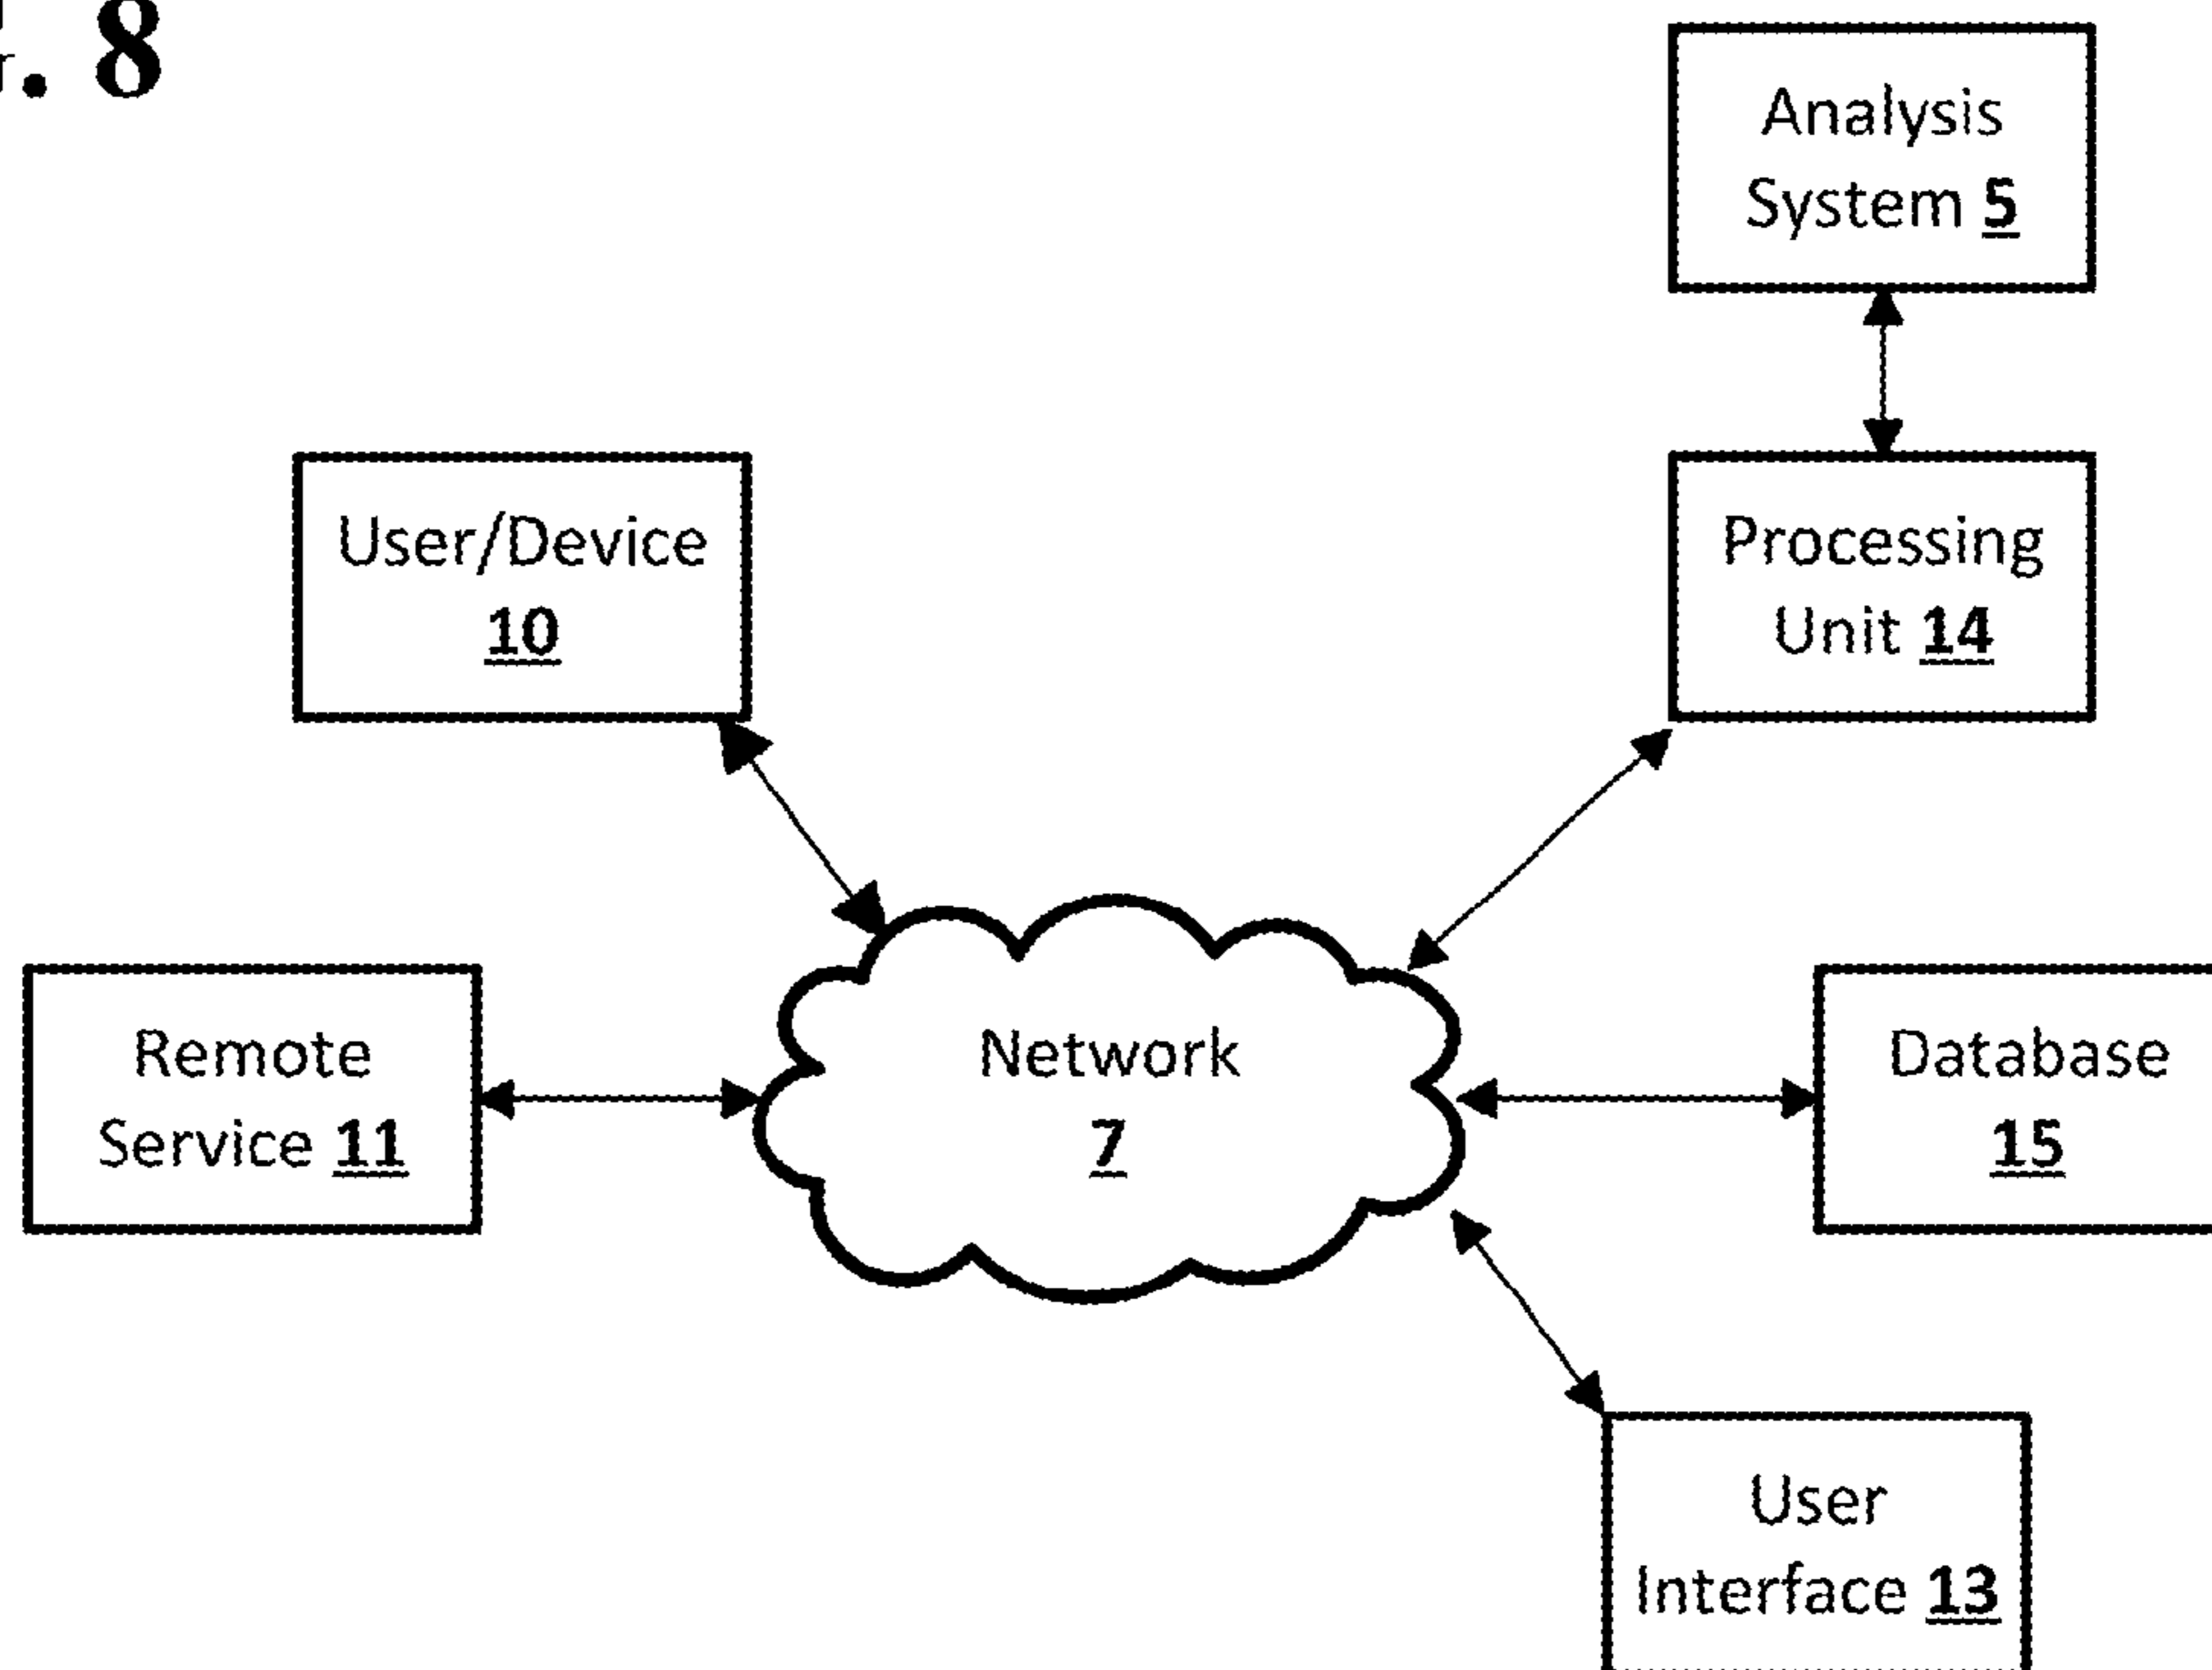 . 8
Analysis
System 5
User/Device
10
Processing
Unit 14
Remote
Service 11
Network
7
Database
15
User
Interface 13